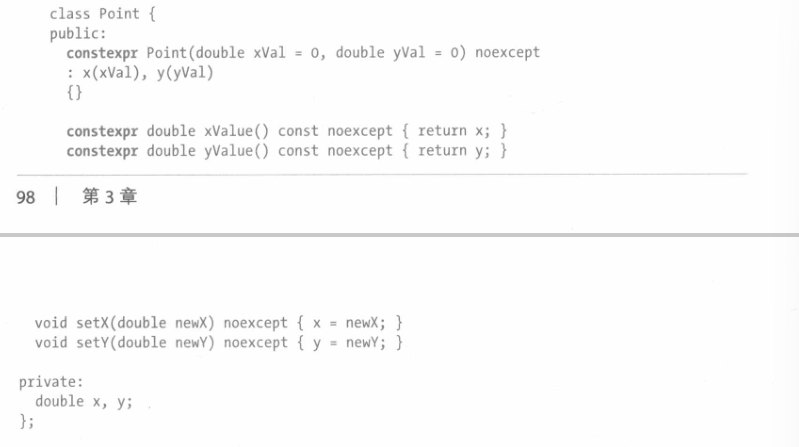 class Point {
public:
  constexpr Point(double xVal = 0, double yVal = 0) noexcept
  : x(xVal), y(yVal)
  {}
  constexpr double xValue() const noexcept { return x; }
  constexpr double yValue() const noexcept { return y; }
98 | 第 3 章
  void setX(double newX) noexcept { x = newX; }
  void setY(double newY) noexcept { y = newY; }
private:
  double x, y;
};